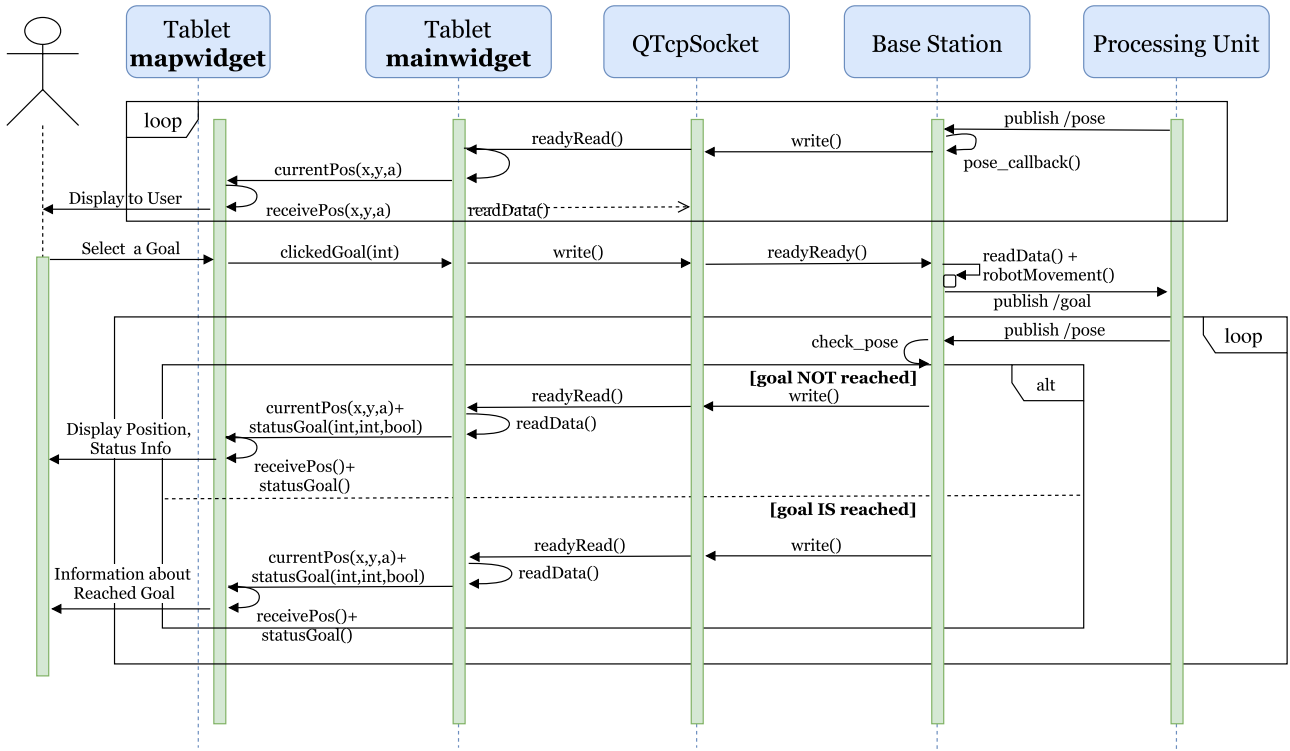 Tablet
mapwidget
Tablet
mainwidget
QTcpSocket
Base Station
Processing Unit
loop
publish /pose
readyRead()
write()
pose_callback()
currentPos(x,y,a)
Display to User
receivePos(x,y,a)
readData()
Select a Goal
clickedGoal(int)
write()
readyReady()
readData() +
robotMovement()
publish /goal
loop
publish /pose
check_pose
[goal NOT reached]
alt
readyRead()
write()
currentPos(x,y,a)+
statusGoal(int,int,bool)
readData()
Display Position,
Status Info
receivePos()+
statusGoal()
[goal IS reached]
readyRead()
write()
currentPos(x,y,a)+
statusGoal(int,int,bool)
readData()
Information about
Reached Goal
receivePos()+
statusGoal()